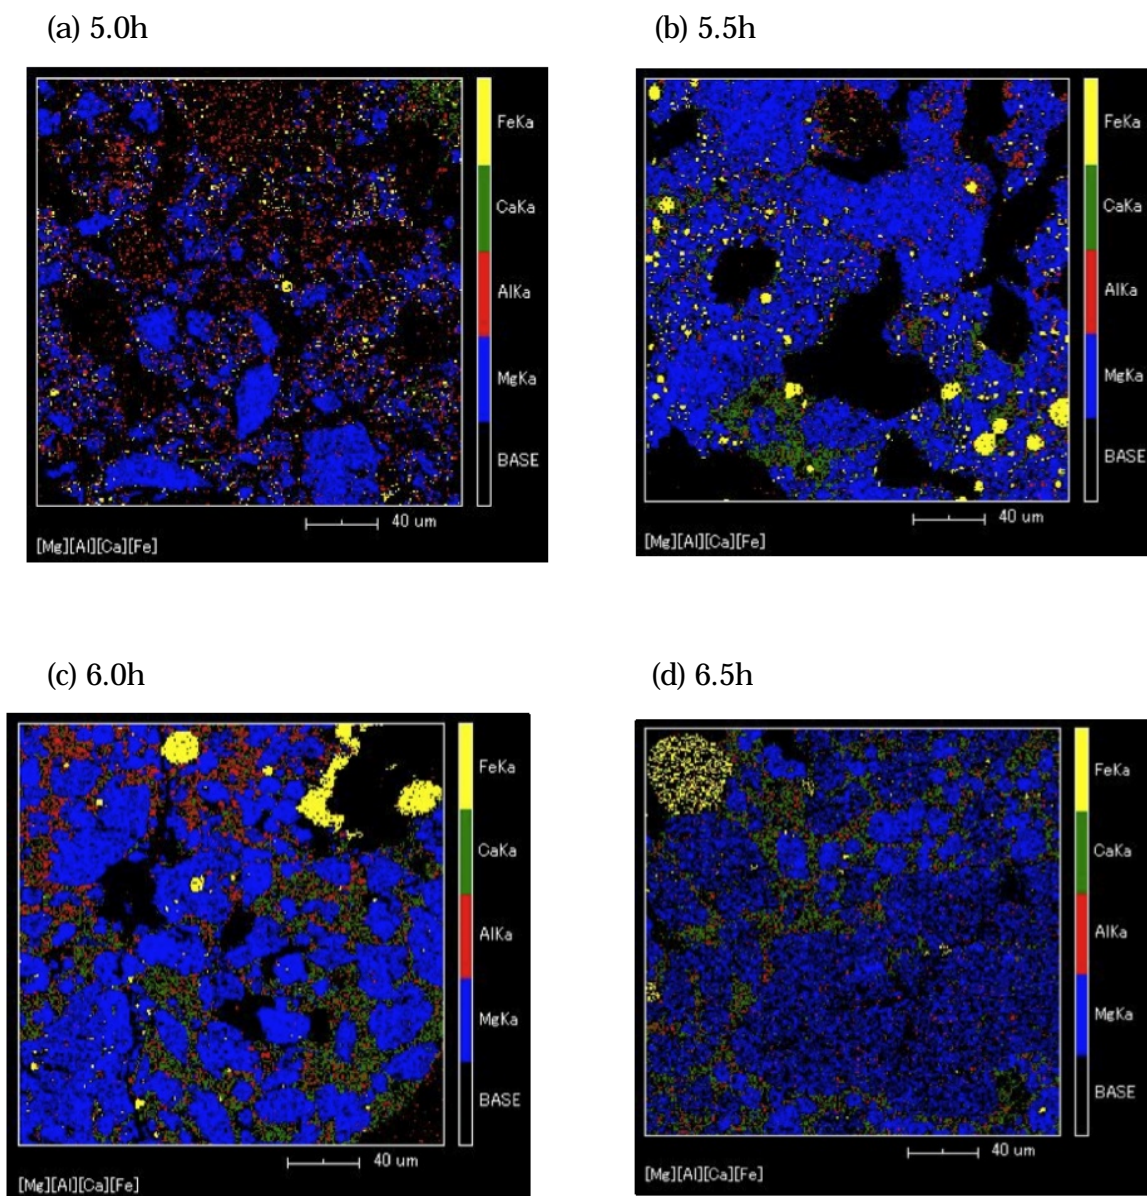 (a) 5.0h
(b) 5.5h
FeKa
CaKa
AlKa
MgKa
BASE
40 um
[Mg][Al][Ca][Fe]
FeKa
CaKa
AlKa
MgKa
BASE
40 um
[Mg][Al][Ca][Fe]
(c) 6.0h
(d) 6.5h
FeKa
CaKa
AlKa
MgKa
BASE
40 um
[Mg][Al][Ca][Fe]
FeKa
CaKa
AlKa
MgKa
BASE
40 um
[Mg][Al][Ca][Fe]